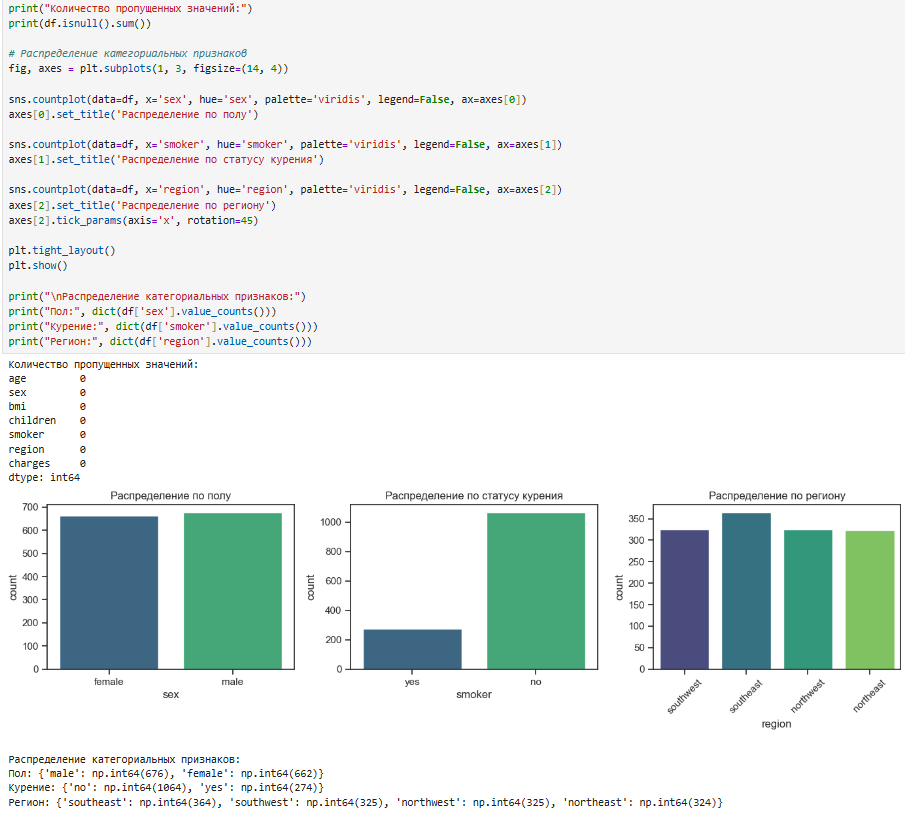 print("Количество пропущенных значений:")
print(df.isnull().sum())
# Распределение категориальных признаков
fig, axes = plt.subplots(1, 3, figsize=(14, 4))
sns.countplot(data=df, x='sex', hue='sex', palette='viridis', legend=False, ax=axes[0])
axes[0].set_title('Распределение по полу')
sns.countplot(data=df, x='smoker', hue='smoker', palette='viridis', legend=False, ax=axes[1])
axes[1].set_title('Распределение по статусу курения')
sns.countplot(data=df, x='region', hue='region', palette='viridis', legend=False, ax=axes[2])
axes[2].set_title('Распределение по региону')
axes[2].tick_params(axis='x', rotation=45)
plt.tight_layout()
plt.show()
print("\nРаспределение категориальных признаков:")
print("Пол:", dict(df['sex'].value_counts()))
print("Курение:", dict(df['smoker'].value_counts()))
print("Регион:", dict(df['region'].value_counts()))
Количество пропущенных значений:
age 0
sex 0
bmi 0
children 0
smoker 0
region 0
charges 0
dtype: int64
Распределение по полу
700
600
500
400
300
200
100
0
count
female male
sex
Распределение по статусу курения
1000
800
600
400
200
0
count
yes no
smoker
Распределение по региону
350
300
250
200
150
100
50
0
count
southwest southeast northwest northeast
region
Распределение категориальных признаков:
Пол: {'male': np.int64(676), 'female': np.int64(662)}
Курение: {'no': np.int64(1064), 'yes': np.int64(274)}
Регион: {'southeast': np.int64(364), 'southwest': np.int64(325), 'northwest': np.int64(325), 'northeast': np.int64(324)}